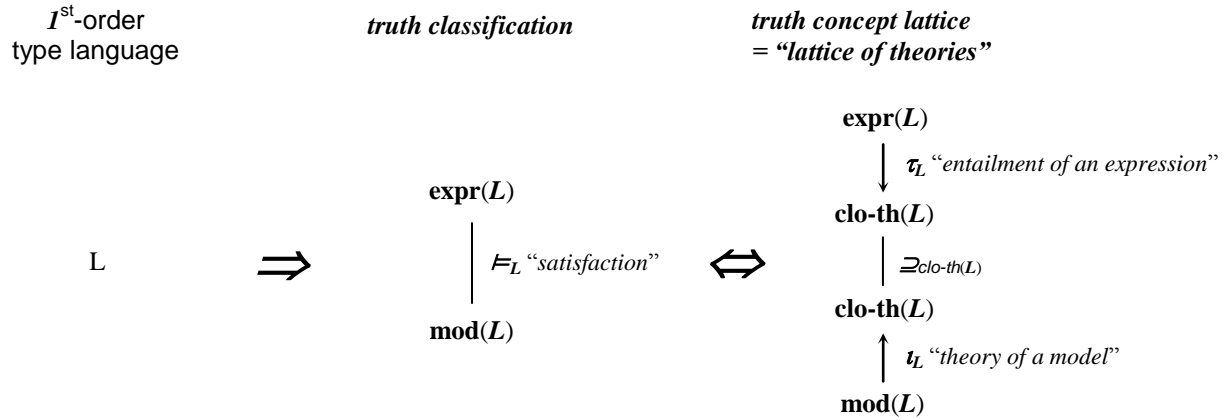 1st-order
type language
truth classification
truth concept lattice
= “lattice of theories”
L
⇒
expr(L)
⊨L “satisfaction”
mod(L)
⇔
expr(L)
τL “entailment of an expression”
clo-th(L)
⊇clo-th(L)
clo-th(L)
ιL “theory of a model”
mod(L)